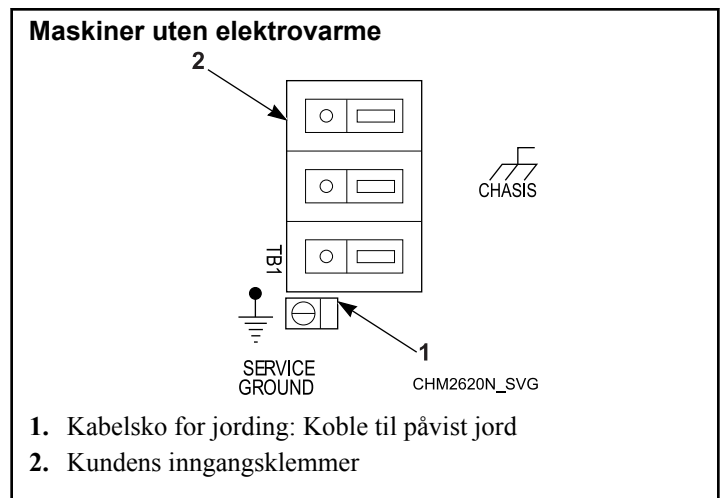 Maskiner uten elektrovarme
2
CHASIS
TB1
1
SERVICE
GROUND
CHM2620N_SVG
1. Kabelsko for jording: Koble til påvist jord
2. Kundens inngangsklemmer